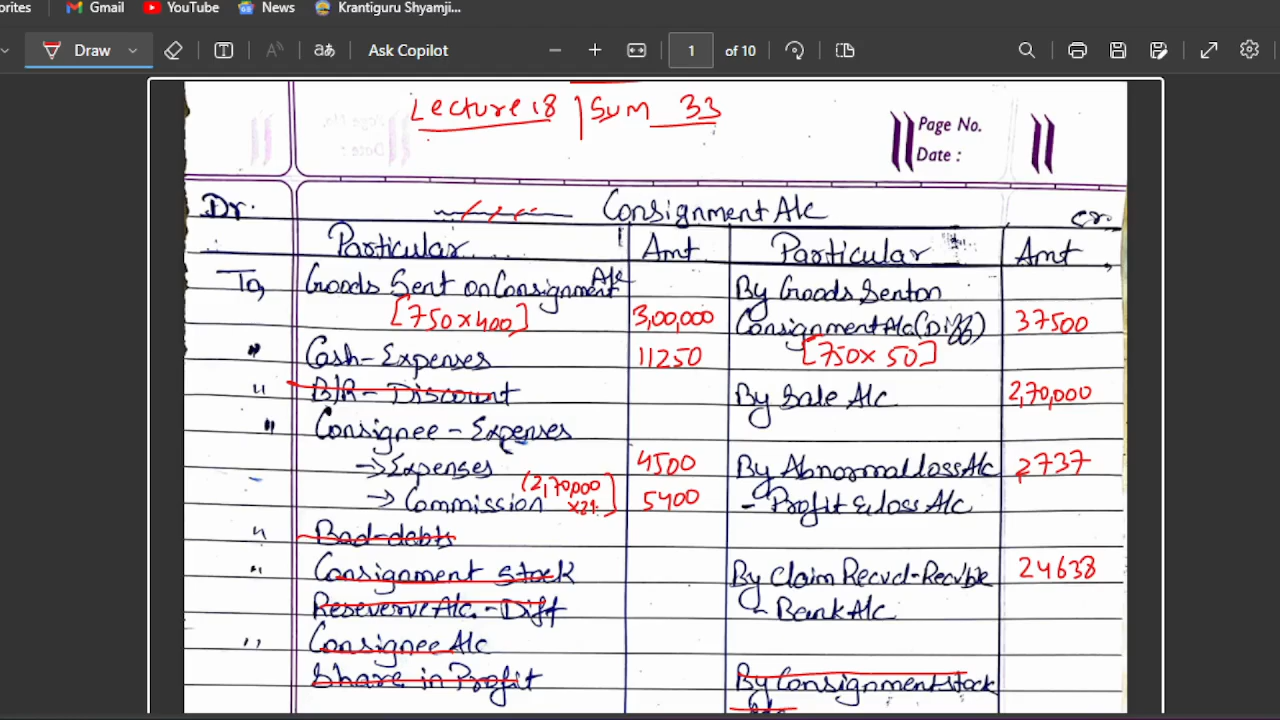 orites Gmail YouTube News Krantiguru Shyamji...
Draw Ask Copilot 1 of 10
Lecture 18 | Sum 33
Page No.
Date :
Dr. Consignment A/c Cr.
Particular Amt Particular Amt
To, Goods Sent on Consignment A/c By Goods Sent on
[750×400] 3,00,000 Consignment A/c (Diff) 37500
" Cash-Expenses 11250 [750× 50]
" B/R- Discount By Sale A/c 2,70,000
" Consignee - Expenses
→ Expenses 4500 By Abnormal loss A/c 2737
→ Commission (2,70,000 ×2%] 5400 - Profit & loss A/c
" Bad-debts
" Consignment Stock By Claim Recvd-Rec'ble 24638
Reseverve A/c. - Diff - Bank A/c
" Consignee A/c
Share in Profit By Consignment stock